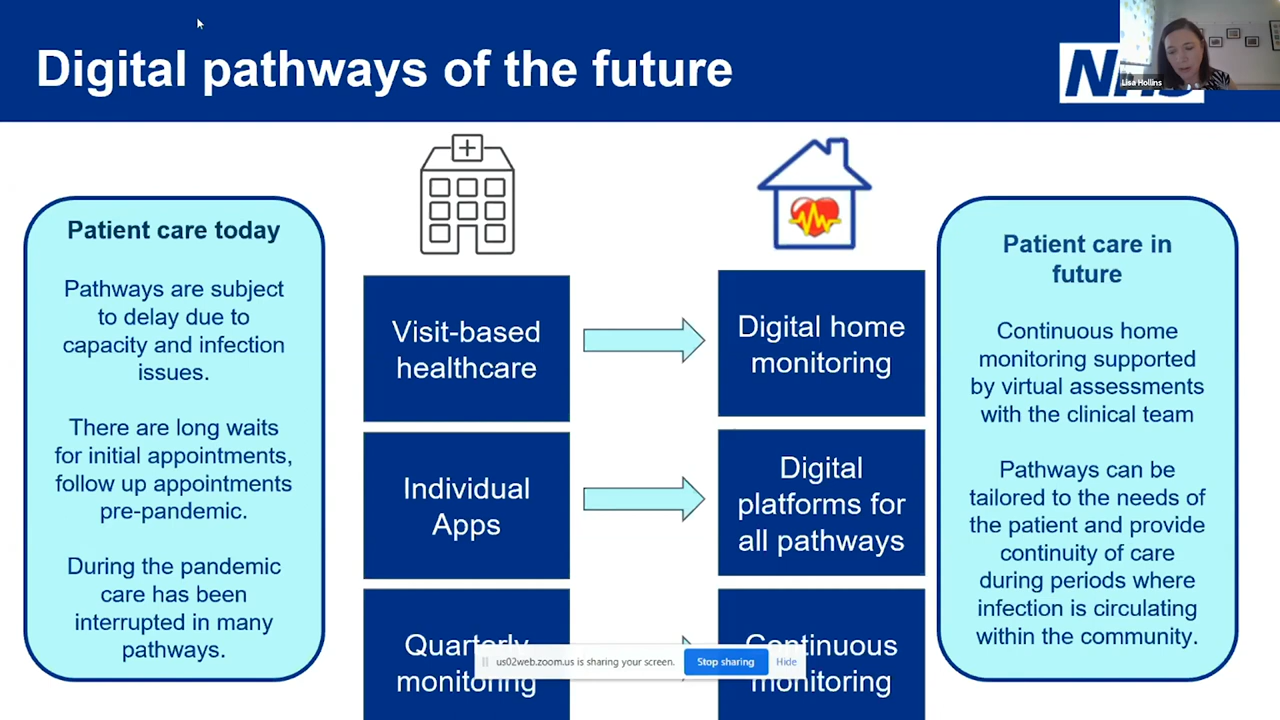 Digital pathways of the future
NHS
Lisa Hollins
Patient care today
Pathways are subject
to delay due to
capacity and infection
issues.
There are long waits
for initial appointments,
follow up appointments
pre-pandemic.
During the pandemic
care has been
interrupted in many
pathways.
Visit-based
healthcare
Individual
Apps
Quarterly
monitoring
Digital home
monitoring
Digital
platforms for
all pathways
Continuous
monitoring
Patient care in
future
Continuous home
monitoring supported
by virtual assessments
with the clinical team
Pathways can be
tailored to the needs of
the patient and provide
continuity of care
during periods where
infection is circulating
within the community.
us02web.zoom.us is sharing your screen.
Stop sharing
Hide